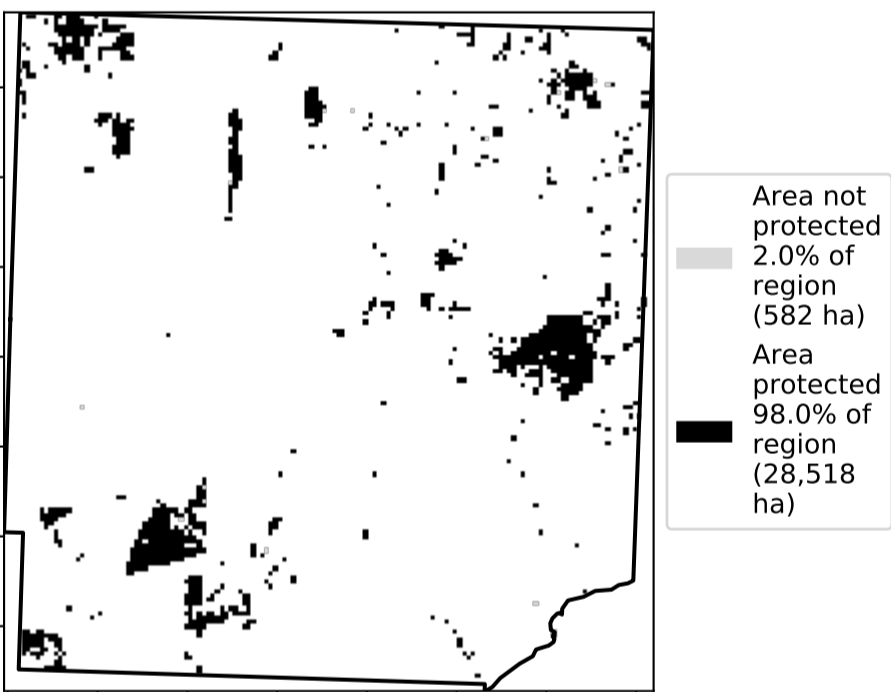 Area not
protected
2.0% of
region
(582 ha)
Area
protected
98.0% of
region
(28,518
ha)